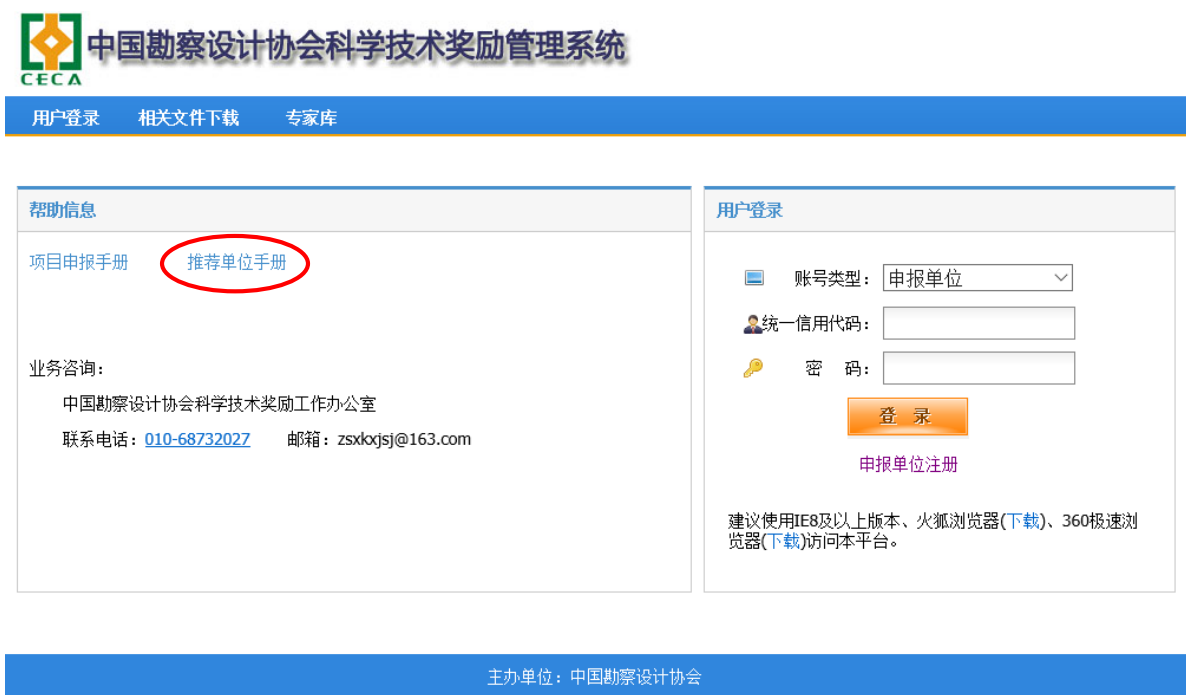 CECA
中国勘察设计协会科学技术奖励管理系统
用户登录 相关文件下载 专家库
帮助信息
项目申报手册 推荐单位手册
业务咨询：
中国勘察设计协会科学技术奖励工作办公室
联系电话：010-68732027 邮箱：zsxkxjsj@163.com
用户登录
账号类型： 申报单位
统一信用代码：
密 码：
登 录
申报单位注册
建议使用IE8及以上版本、火狐浏览器(下载)、360极速浏
览器(下载)访问本平台。
主办单位：中国勘察设计协会